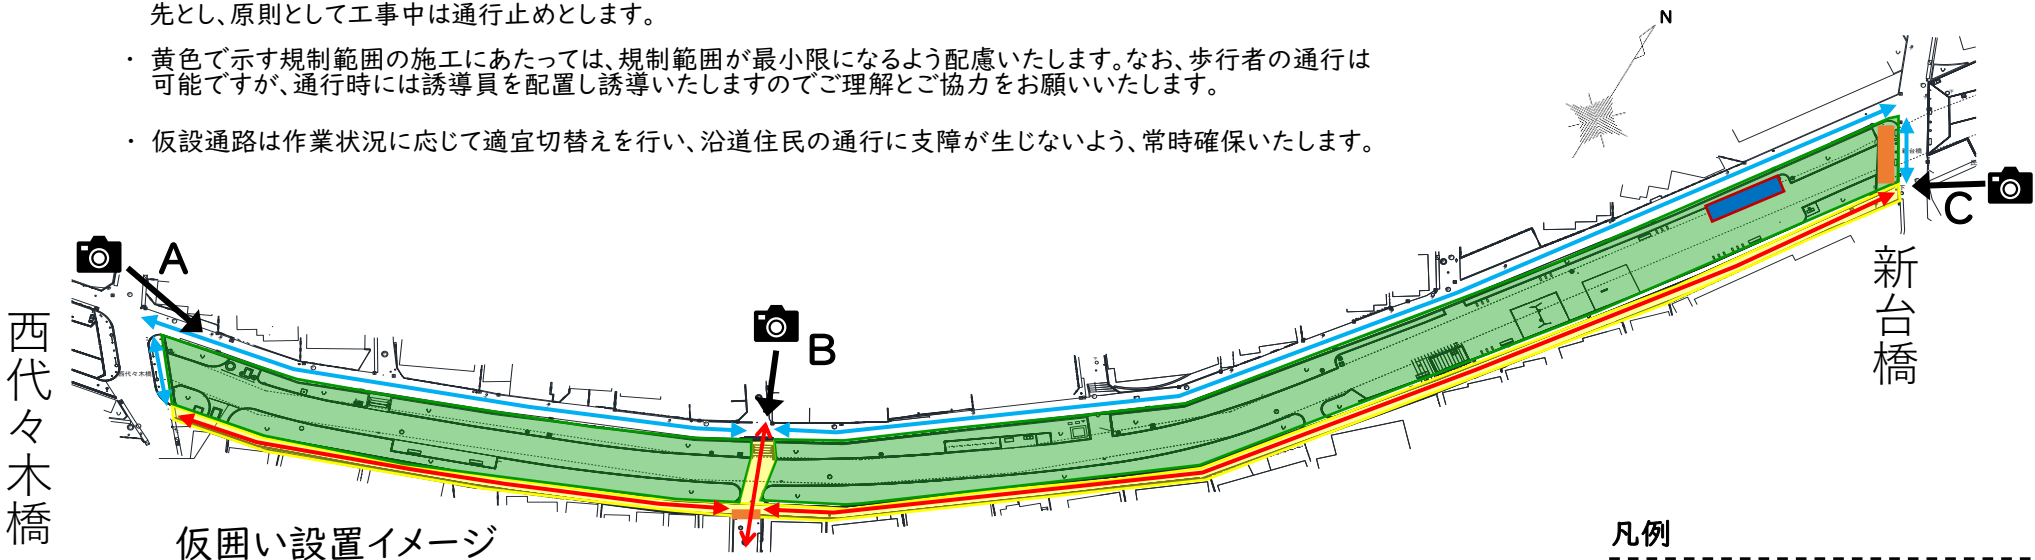 先とし、原則として工事中は通行止めとします。
・ 黄色で示す規制範囲の施工にあたっては、規制範囲が最小限になるよう配慮いたします。なお、歩行者の通行は
可能ですが、通行時には誘導員を配置し誘導いたしますのでご理解とご協力をお願いいたします。
・ 仮設通路は作業状況に応じて適宜切替えを行い、沿道住民の通行に支障が生じないよう、常時確保いたします。
N
A
B
C
西代々木橋
新台橋
西代々木橋
新台橋
仮囲い設置イメージ
凡例